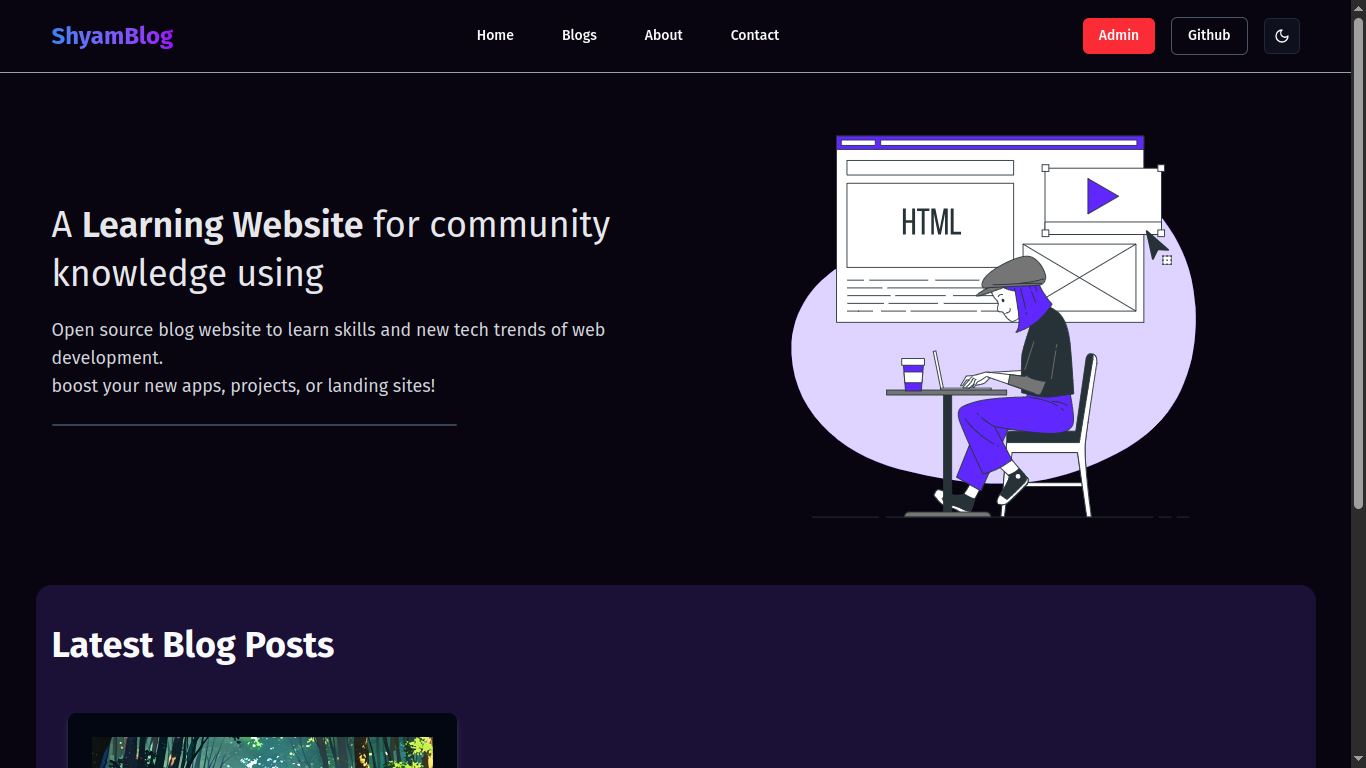 ShyamBlog
Home
Blogs
About
Contact
Admin
Github
HTML
A Learning Website for community
knowledge using
Open source blog website to learn skills and new tech trends of web
development.
boost your new apps, projects, or landing sites!
Latest Blog Posts